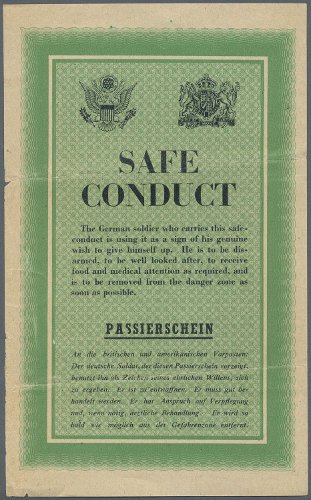 SAFE
CONDUCT
The German soldier who carries this safe-
conduct is using it as a sign of his genuine
wish to give himself up. He is to be dis-
armed, to be well looked after, to receive
food and medical attention as required, and
is to be removed from the danger zone as
soon as possible.
PASSIERSCHEIN
An die britischen und amerikanischen Vorposten:
Der deutsche Soldat, der diesen Passierschein vorzeigt,
benutzt ihn als Zeichen seines ehrlichen Willens, sich
zu ergeben. Er ist zu entwaffnen. Er muss gut be-
handelt werden. Er hat Anspruch auf Verpflegung
und, wenn nötig, ärztliche Behandlung. Er wird so
bald wie möglich aus der Gefahrenzone entfernt.